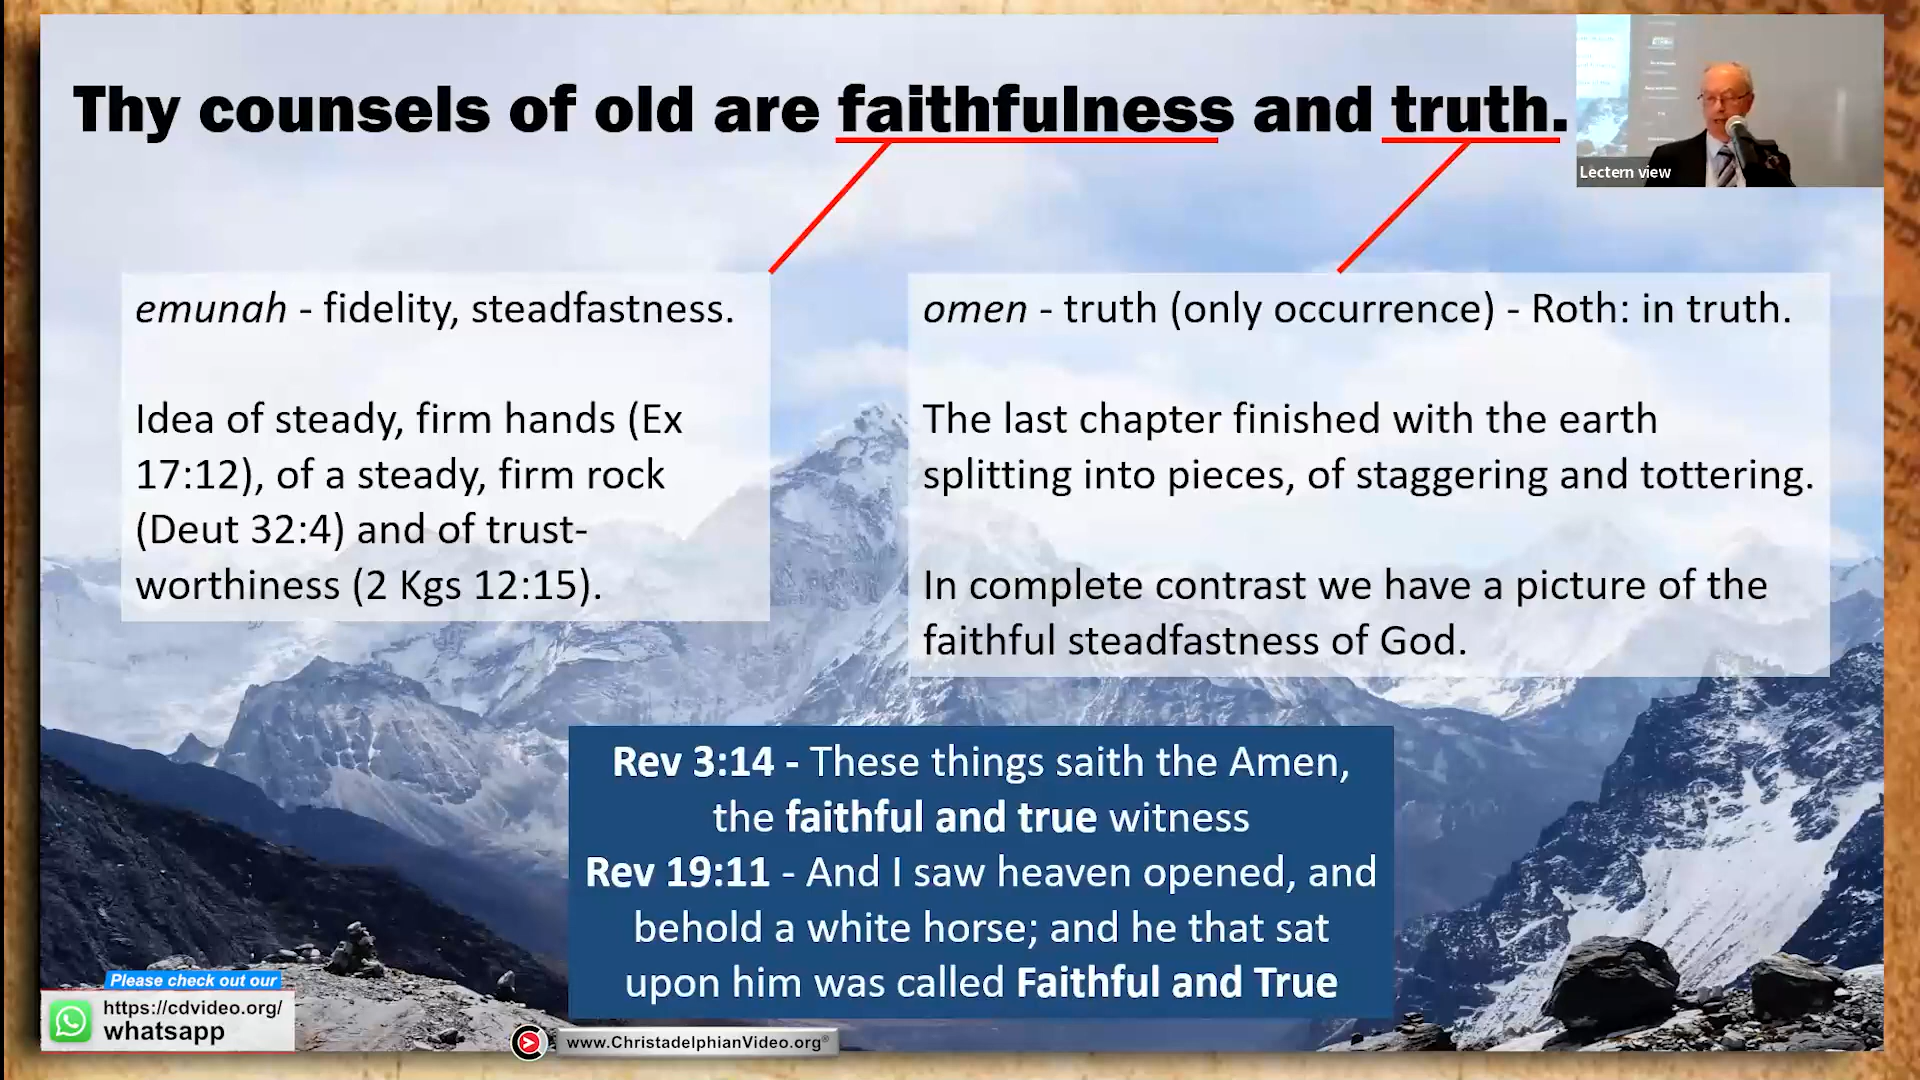 Thy counsels of old are faithfulness and truth.
Lectern view
emunah - fidelity, steadfastness.
Idea of steady, firm hands (Ex
17:12), of a steady, firm rock
(Deut 32:4) and of trust-
worthiness (2 Kgs 12:15).
omen - truth (only occurrence) - Roth: in truth.
The last chapter finished with the earth
splitting into pieces, of staggering and tottering.
In complete contrast we have a picture of the
faithful steadfastness of God.
Rev 3:14 - These things saith the Amen,
the faithful and true witness
Rev 19:11 - And I saw heaven opened, and
behold a white horse; and he that sat
upon him was called Faithful and True
Please check out our
https://cdvideo.org/
whatsapp
www.ChristadelphianVideo.org®